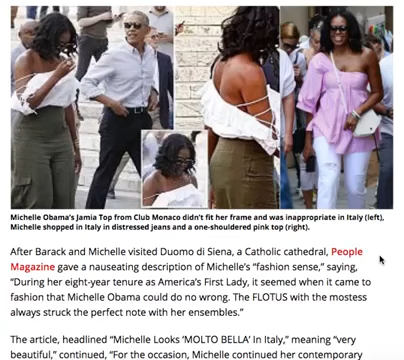 Michelle Obama's Jamia Top from Club Monaco didn't fit her frame and was inappropriate in Italy (left),
Michelle shopped in Italy in distressed jeans and a one-shouldered pink top (right).
After Barack and Michelle visited Duomo di Siena, a Catholic cathedral, People
Magazine gave a nauseating description of Michelle's “fashion sense,” saying,
“During her eight-year tenure as America's First Lady, it seemed when it came to
fashion that Michelle Obama could do no wrong. The FLOTUS with the mostess
always struck the perfect note with her ensembles.”
The article, headlined “Michelle Looks ‘MOLTO BELLA’ In Italy,” meaning “very
beautiful,” continued, “For the occasion, Michelle continued her contemporary